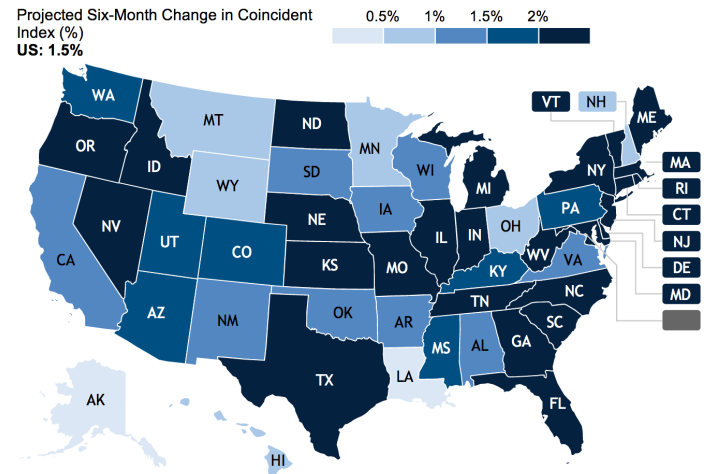 Projected Six-Month Change in Coincident
Index (%)
US: 1.5%
0.5% 1% 1.5% 2%
WA
MT
ND
MN
VT
NH
ME
OR
ID
SD
WI
MI
NY
MA
WY
RI
NV
NE
IA
IL
IN
OH
PA
CT
UT
CO
KS
MO
KY
WV
VA
NJ
CA
DE
AZ
NM
OK
AR
TN
NC
MD
SC
MS
AL
GA
TX
LA
AK
FL
HI